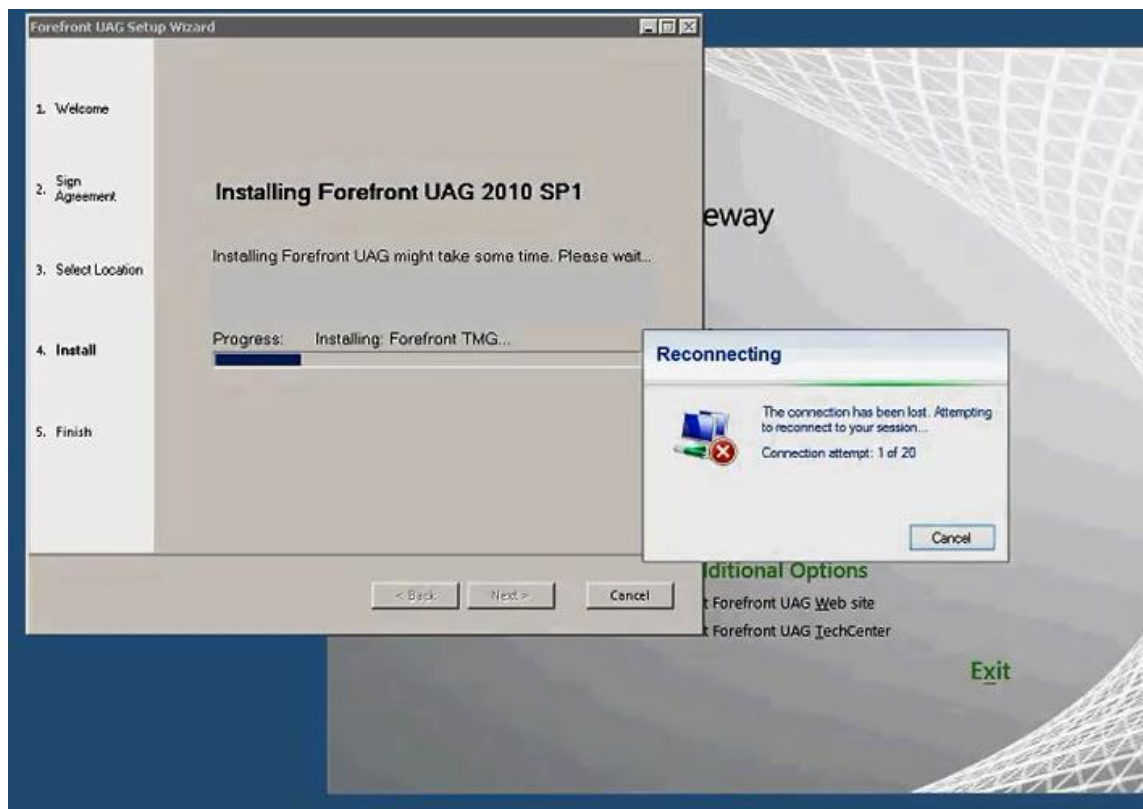 Forefront UAG Setup Wizard
1. Welcome
2. Sign
Agreement
3. Select Location
4. Install
5. Finish
Installing Forefront UAG 2010 SP1
Installing Forefront UAG might take some time. Please wait...
Progress: Installing: Forefront TMG...
< Back
Next >
Cancel
eway
Reconnecting
The connection has been lost. Attempting
to reconnect to your session...
Connection attempt: 1 of 20
Cancel
ditional Options
t Forefront UAG Web site
t Forefront UAG TechCenter
Exit